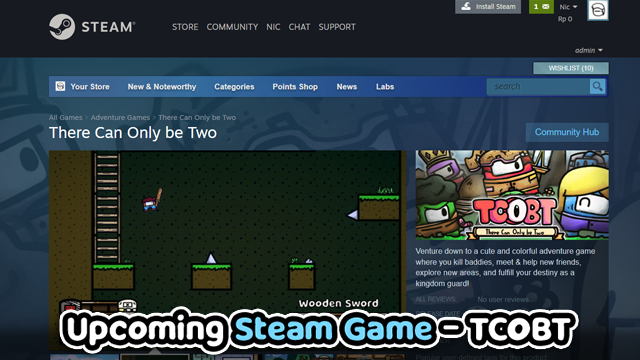 Install Steam
1
Nic
Rp 0
STEAM
STORE COMMUNITY NIC CHAT SUPPORT
admin
WISHLIST (10)
Your Store New & Noteworthy Categories Points Shop News Labs
search
All Games > Adventure Games > There Can Only be Two
There Can Only be Two
Community Hub
TCOBT
There Can Only be Two
Venture down to a cute and colorful adventure game
where you kill baddies, meet & help new friends,
explore new areas, and fulfill your destiny as a
kingdom guard!
ALL REVIEWS No user reviews
Wooden Sword
Upcoming Steam Game - TCOBT